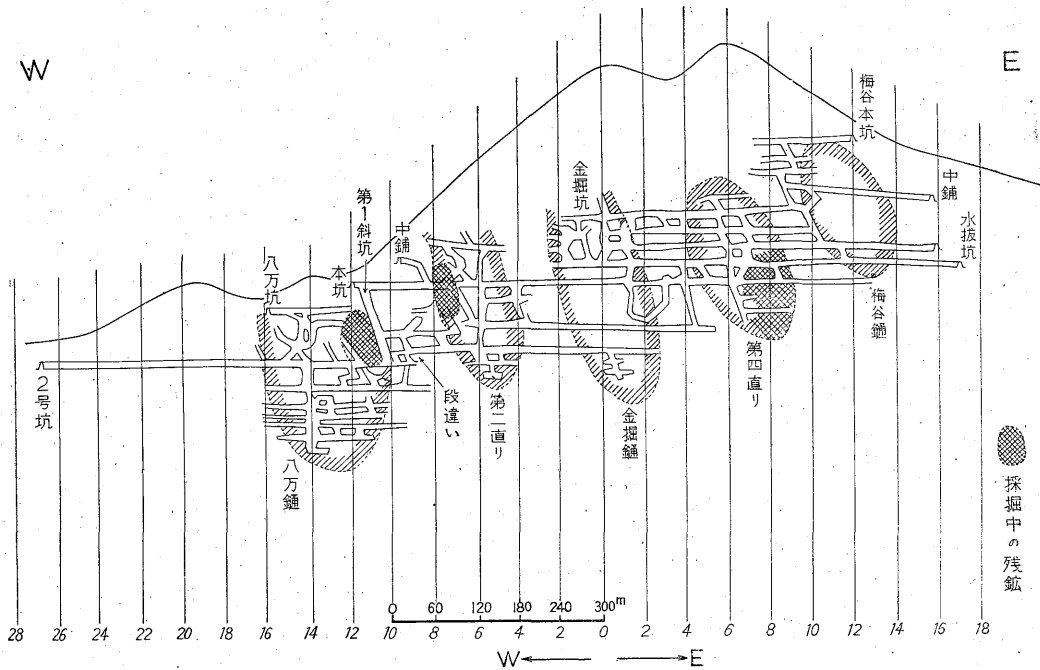 W
E
梅谷本坑
中鋪
水抜坑
金掘坑
第1斜坑
中鋪
本坑
八万坑
2号坑
段違い
第二直り
金掘鐀
第四直り
梅谷鐀
八万鐀
採掘中の残鉱
0 60 120 180 240 300m
28 26 24 22 20 18 16 14 12 10 8 6 4 2 0 2 4 6 8 10 12 14 16 18
W E